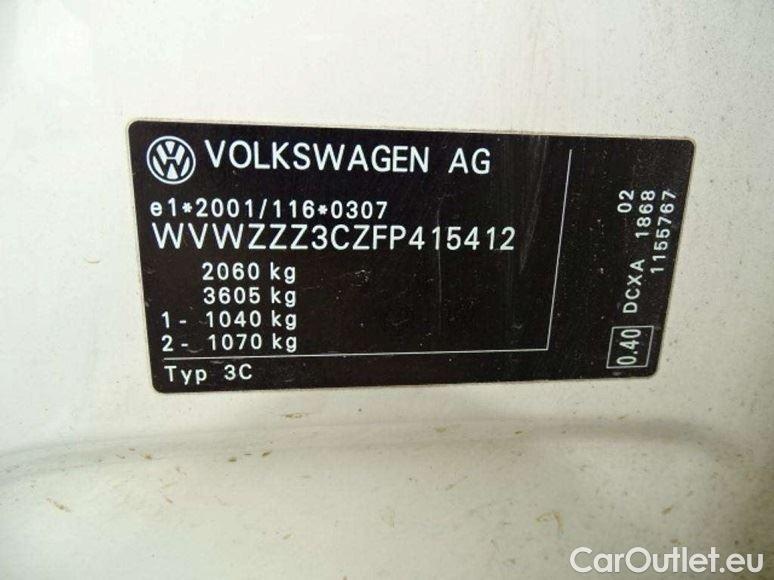 VOLKSWAGEN AG
e1*2001/116*0307
WVWZZZ3CZFP415412
2060 kg
3605 kg
1 - 1040 kg
2 - 1070 kg
Typ 3C
02
0.40 DCXA 1868
1155767
CarOutlet.eu